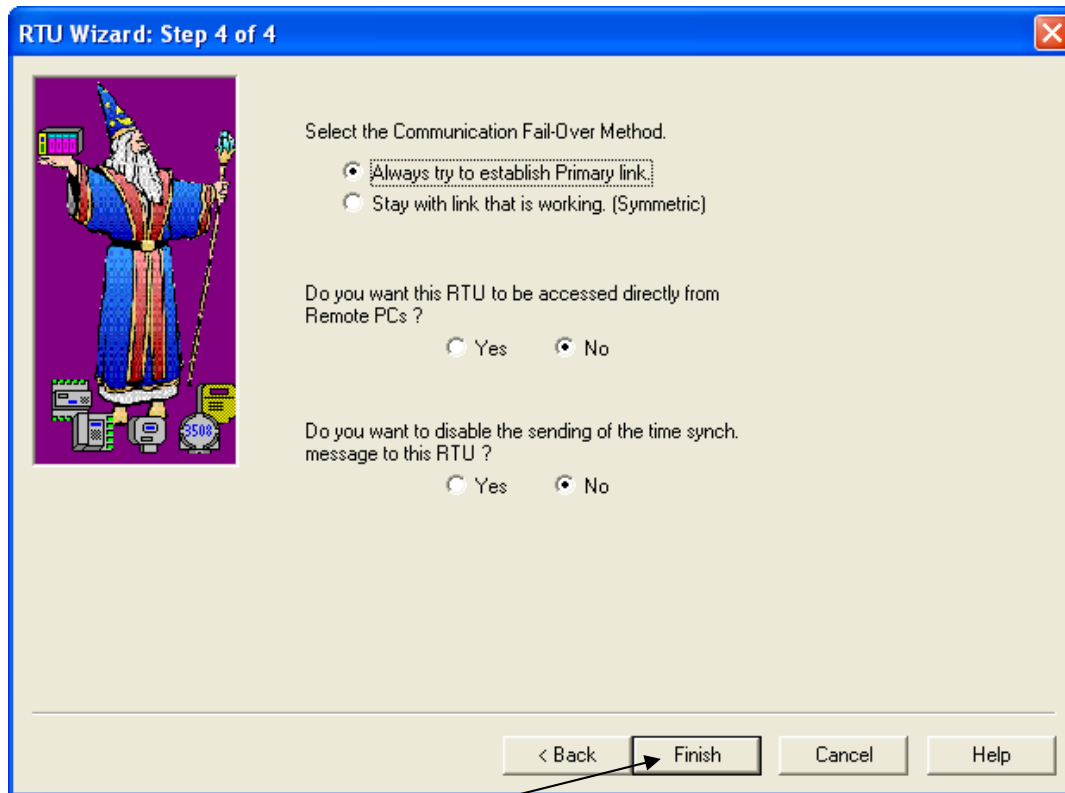 RTU Wizard: Step 4 of 4
Select the Communication Fail-Over Method.
Always try to establish Primary link.
Stay with link that is working. (Symmetric)
Do you want this RTU to be accessed directly from
Remote PCs ?
Yes No
3508
Do you want to disable the sending of the time synch.
message to this RTU ?
Yes No
< Back Finish Cancel Help